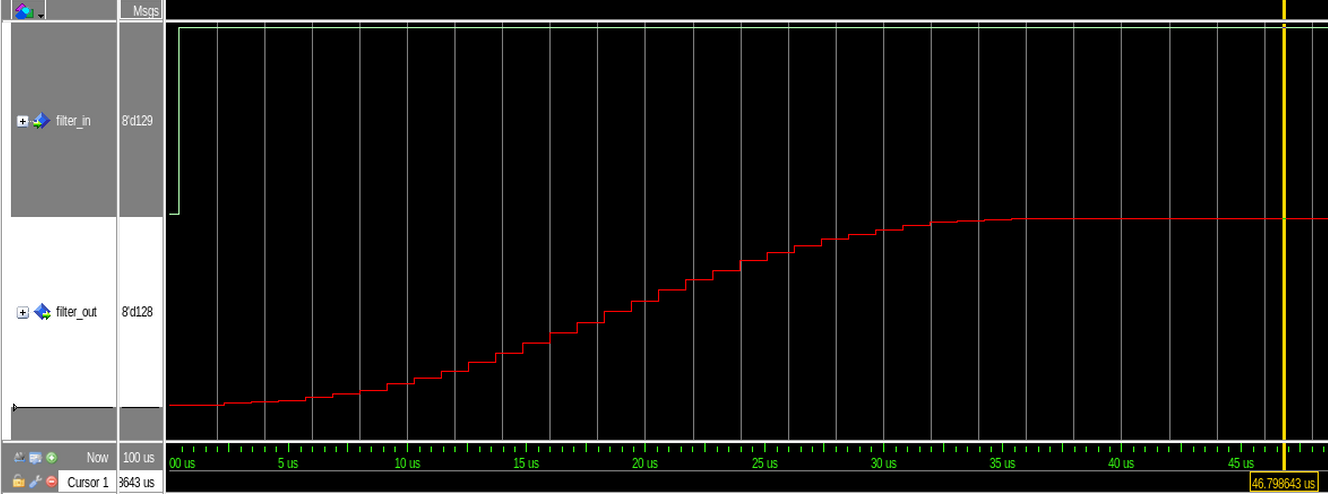 Msgs
filter_in 8'd129
filter_out 8'd128
Now 100 us 00 us 5 us 10 us 15 us 20 us 25 us 30 us 35 us 40 us 45 us
Cursor 1 3643 us 46.798643 us